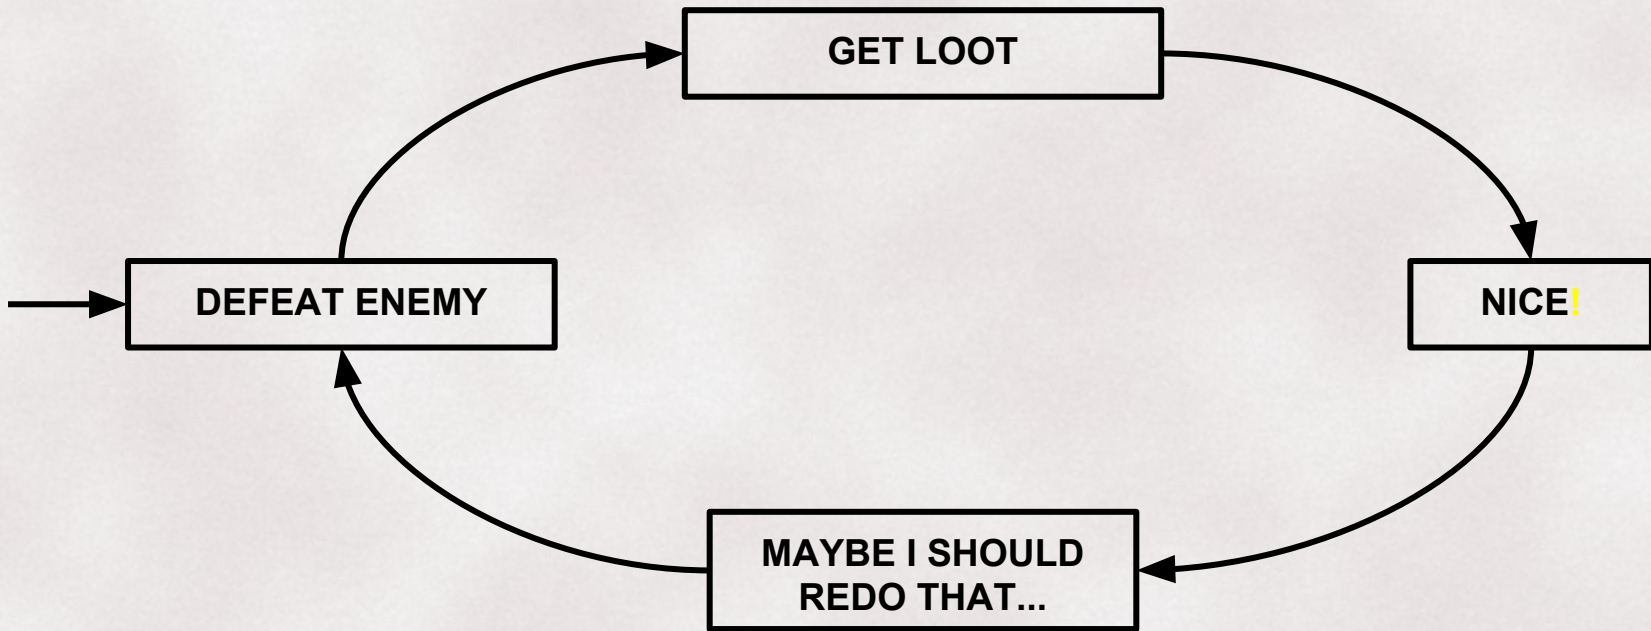 GET LOOT
DEFEAT ENEMY
NICE!
MAYBE I SHOULD
REDO THAT...